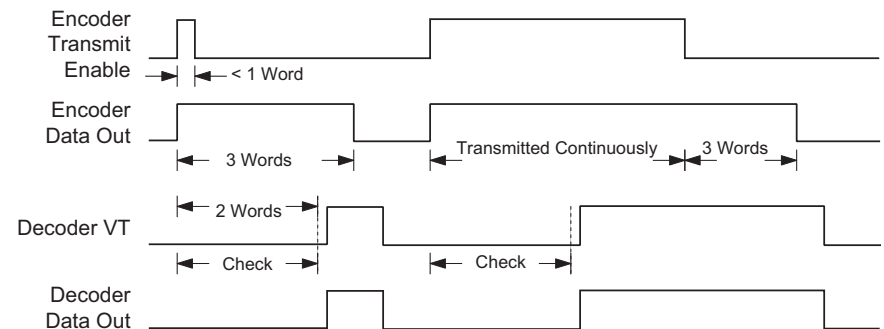 Encoder
Transmit
Enable
< 1 Word
Encoder
Data Out
3 Words
Transmitted Continuously
3 Words
2 Words
Decoder VT
Check
Check
Decoder
Data Out